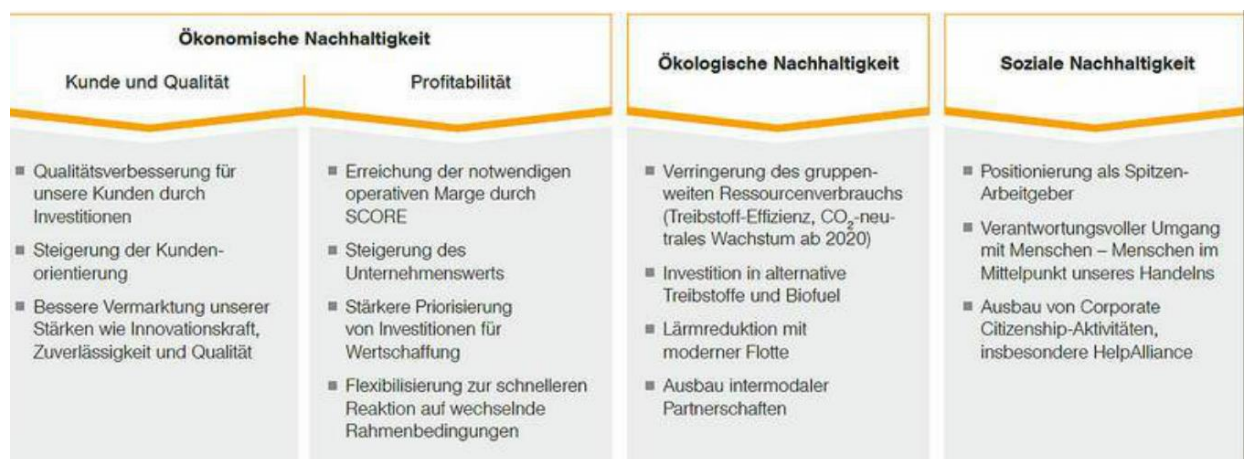 Ökonomische Nachhaltigkeit
Kunde und Qualität
Profitabilität
Ökologische Nachhaltigkeit
Soziale Nachhaltigkeit
Qualitätsverbesserung für
unsere Kunden durch
Investitionen
Steigerung der Kunden-
orientierung
Bessere Vermarktung unserer
Stärken wie Innovationskraft,
Zuverlässigkeit und Qualität
Erreichung der notwendigen
operativen Marge durch
SCORE
Steigerung des
Unternehmenswerts
Stärkere Priorisierung
von Investitionen für
Wertschaffung
Flexibilisierung zur schnelleren
Reaktion auf wechselnde
Rahmenbedingungen
Verringerung des gruppen-
weiten Ressourcenverbrauchs
(Treibstoff-Effizienz, CO₂-neu-
trales Wachstum ab 2020)
Investition in alternative
Treibstoffe und Biofuel
Lärmreduktion mit
moderner Flotte
Ausbau intermodaler
Partnerschaften
Positionierung als Spitzen-
Arbeitgeber
Verantwortungsvoller Umgang
mit Menschen – Menschen im
Mittelpunkt unseres Handelns
Ausbau von Corporate
Citizenship-Aktivitäten,
insbesondere HelpAlliance